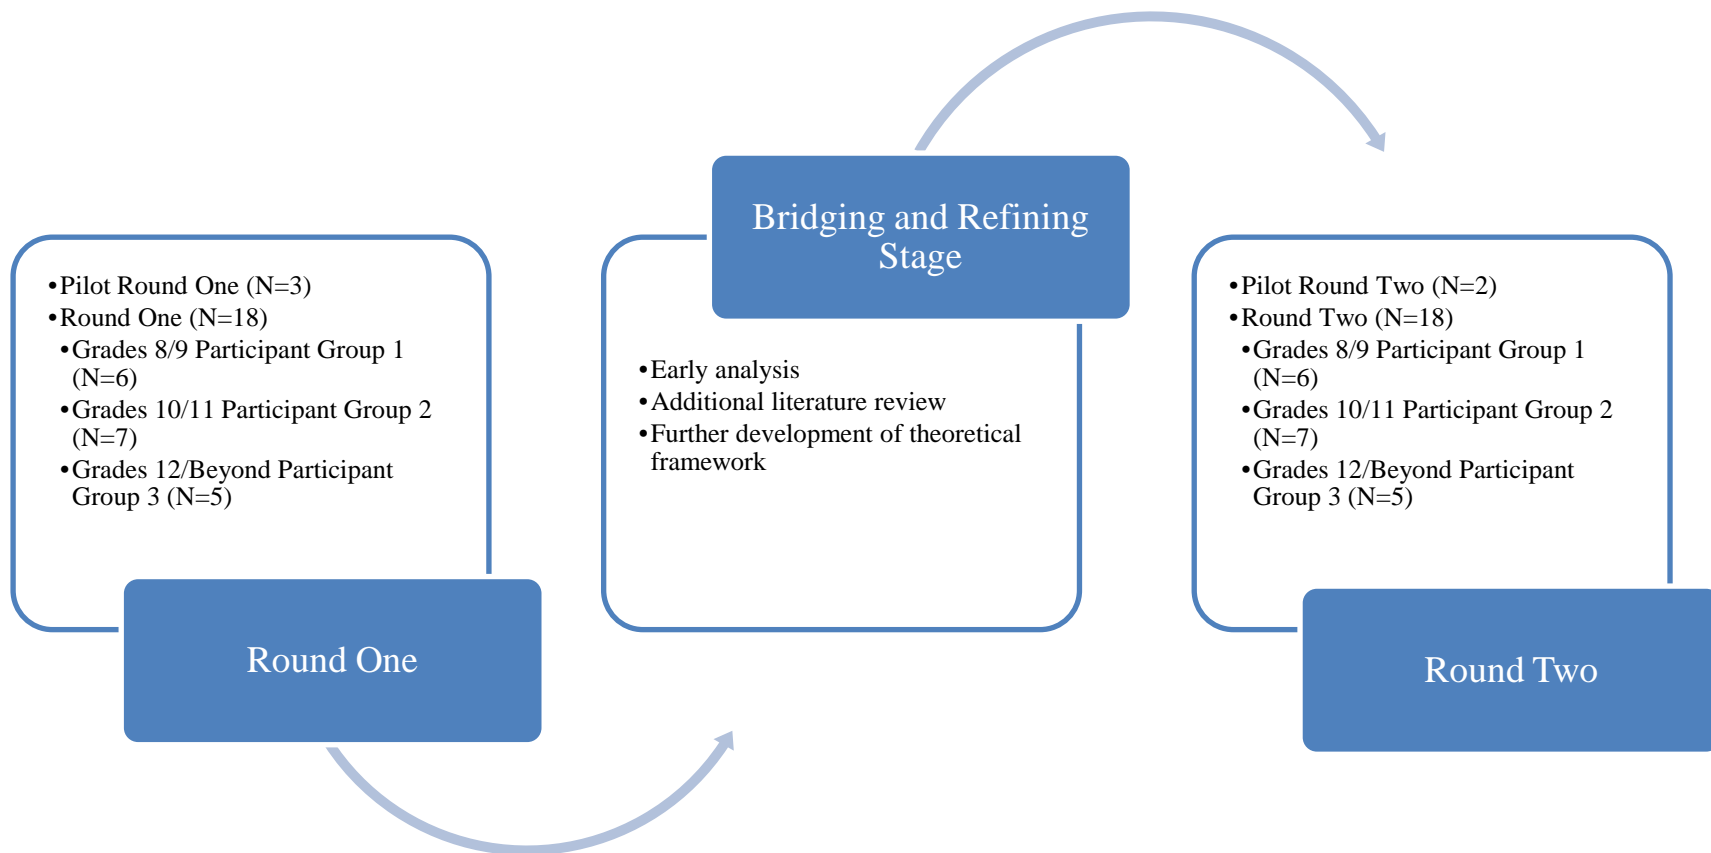 •Pilot Round One (N=3)
•Round One (N=18)
•Grades 8/9 Participant Group 1
(N=6)
•Grades 10/11 Participant Group 2
(N=7)
•Grades 12/Beyond Participant
Group 3 (N=5)
Round One
Bridging and Refining
Stage
•Early analysis
•Additional literature review
•Further development of theoretical
framework
•Pilot Round Two (N=2)
•Round Two (N=18)
•Grades 8/9 Participant Group 1
(N=6)
•Grades 10/11 Participant Group 2
(N=7)
•Grades 12/Beyond Participant
Group 3 (N=5)
Round Two